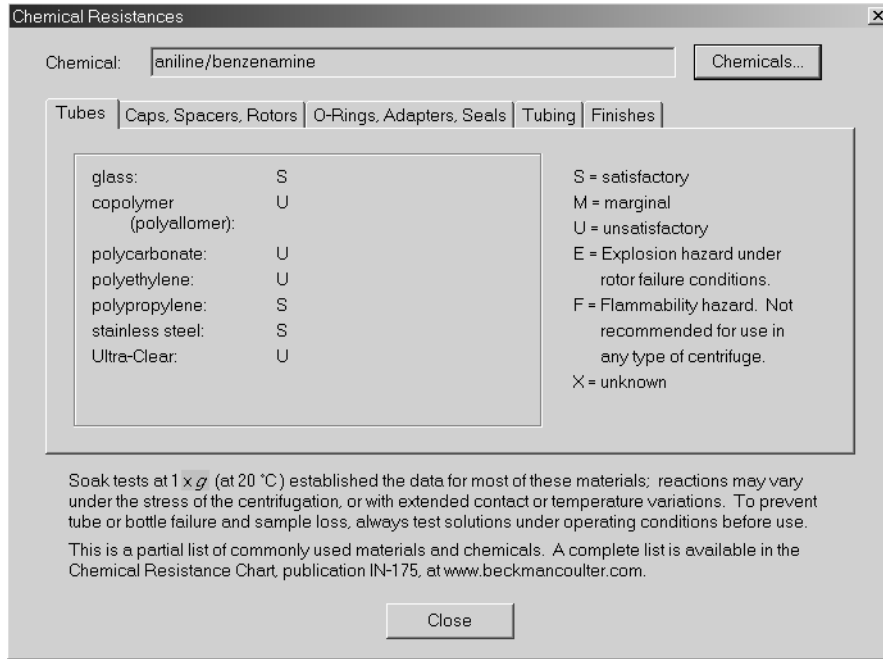 Chemical Resistances
Chemical: aniline/benzenamine Chemicals...
Tubes Caps, Spacers, Rotors O-Rings, Adapters, Seals Tubing Finishes
glass: S
copolymer U
(polyallomer):
polycarbonate: U
polyethylene: U
polypropylene: S
stainless steel: S
Ultra-Clear: U
S = satisfactory
M = marginal
U = unsatisfactory
E = Explosion hazard under
rotor failure conditions.
F = Flammability hazard. Not
recommended for use in
any type of centrifuge.
X = unknown
Soak tests at 1 x g (at 20 °C) established the data for most of these materials; reactions may vary
under the stress of the centrifugation, or with extended contact or temperature variations. To prevent
tube or bottle failure and sample loss, always test solutions under operating conditions before use.
This is a partial list of commonly used materials and chemicals. A complete list is available in the
Chemical Resistance Chart, publication IN-175, at www.beckmancoulter.com.
Close